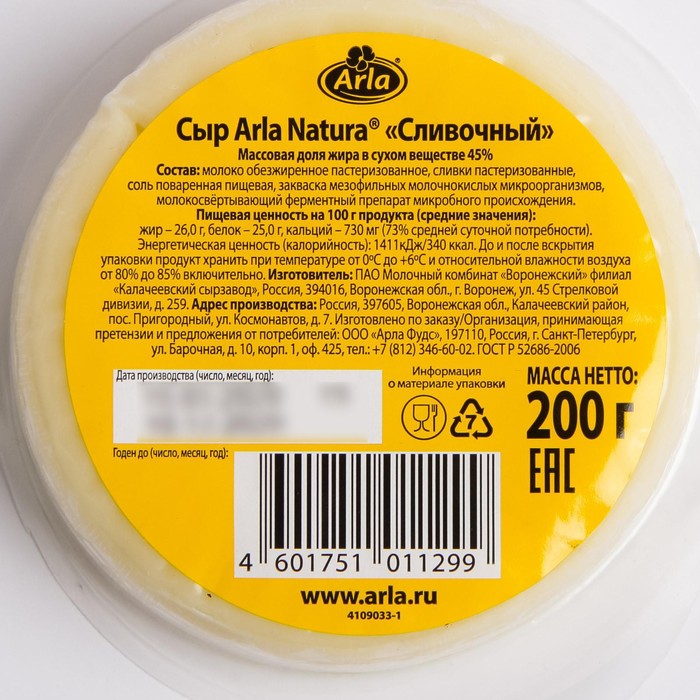 Arla
Сыр Arla Natura® «Сливочный»
Массовая доля жира в сухом веществе 45%
Состав: молоко обезжиренное пастеризованное, сливки пастеризованные,
соль поваренная пищевая, закваска мезофильных молочнокислых микроорганизмов,
молокосвёртывающий ферментный препарат микробного происхождения.
Пищевая ценность на 100 г продукта (средние значения):
жир – 26,0 г, белок – 25,0 г, кальций – 730 мг (73% средней суточной потребности).
Энергетическая ценность (калорийность): 1411кДж/340 ккал. До и после вскрытия
упаковки продукт хранить при температуре от 0ºС до +6ºС и относительной влажности воздуха
от 80% до 85% включительно. Изготовитель: ПАО Молочный комбинат «Воронежский» филиал
«Калачеевский сырзавод», Россия, 394016, Воронежская обл., г. Воронеж, ул. 45 Стрелковой
дивизии, д. 259. Адрес производства: Россия, 397605, Воронежская обл., Калачеевский район,
пос. Пригородный, ул. Космонавтов, д. 7. Изготовлено по заказу/Организация, принимающая
претензии и предложения от потребителей: ООО «Арла Фудс», 197110, Россия, г. Санкт-Петербург,
ул. Барочная, д. 10, корп. 1, оф. 425, тел.: +7 (812) 346-60-02. ГОСТ Р 52686-2006
Дата производства (число, месяц, год):
Годен до (число, месяц, год):
Информация
о материале упаковки
7
МАССА НЕТТО:
200 г
ЕАС
4 601751 011299
www.arla.ru
4109033-1